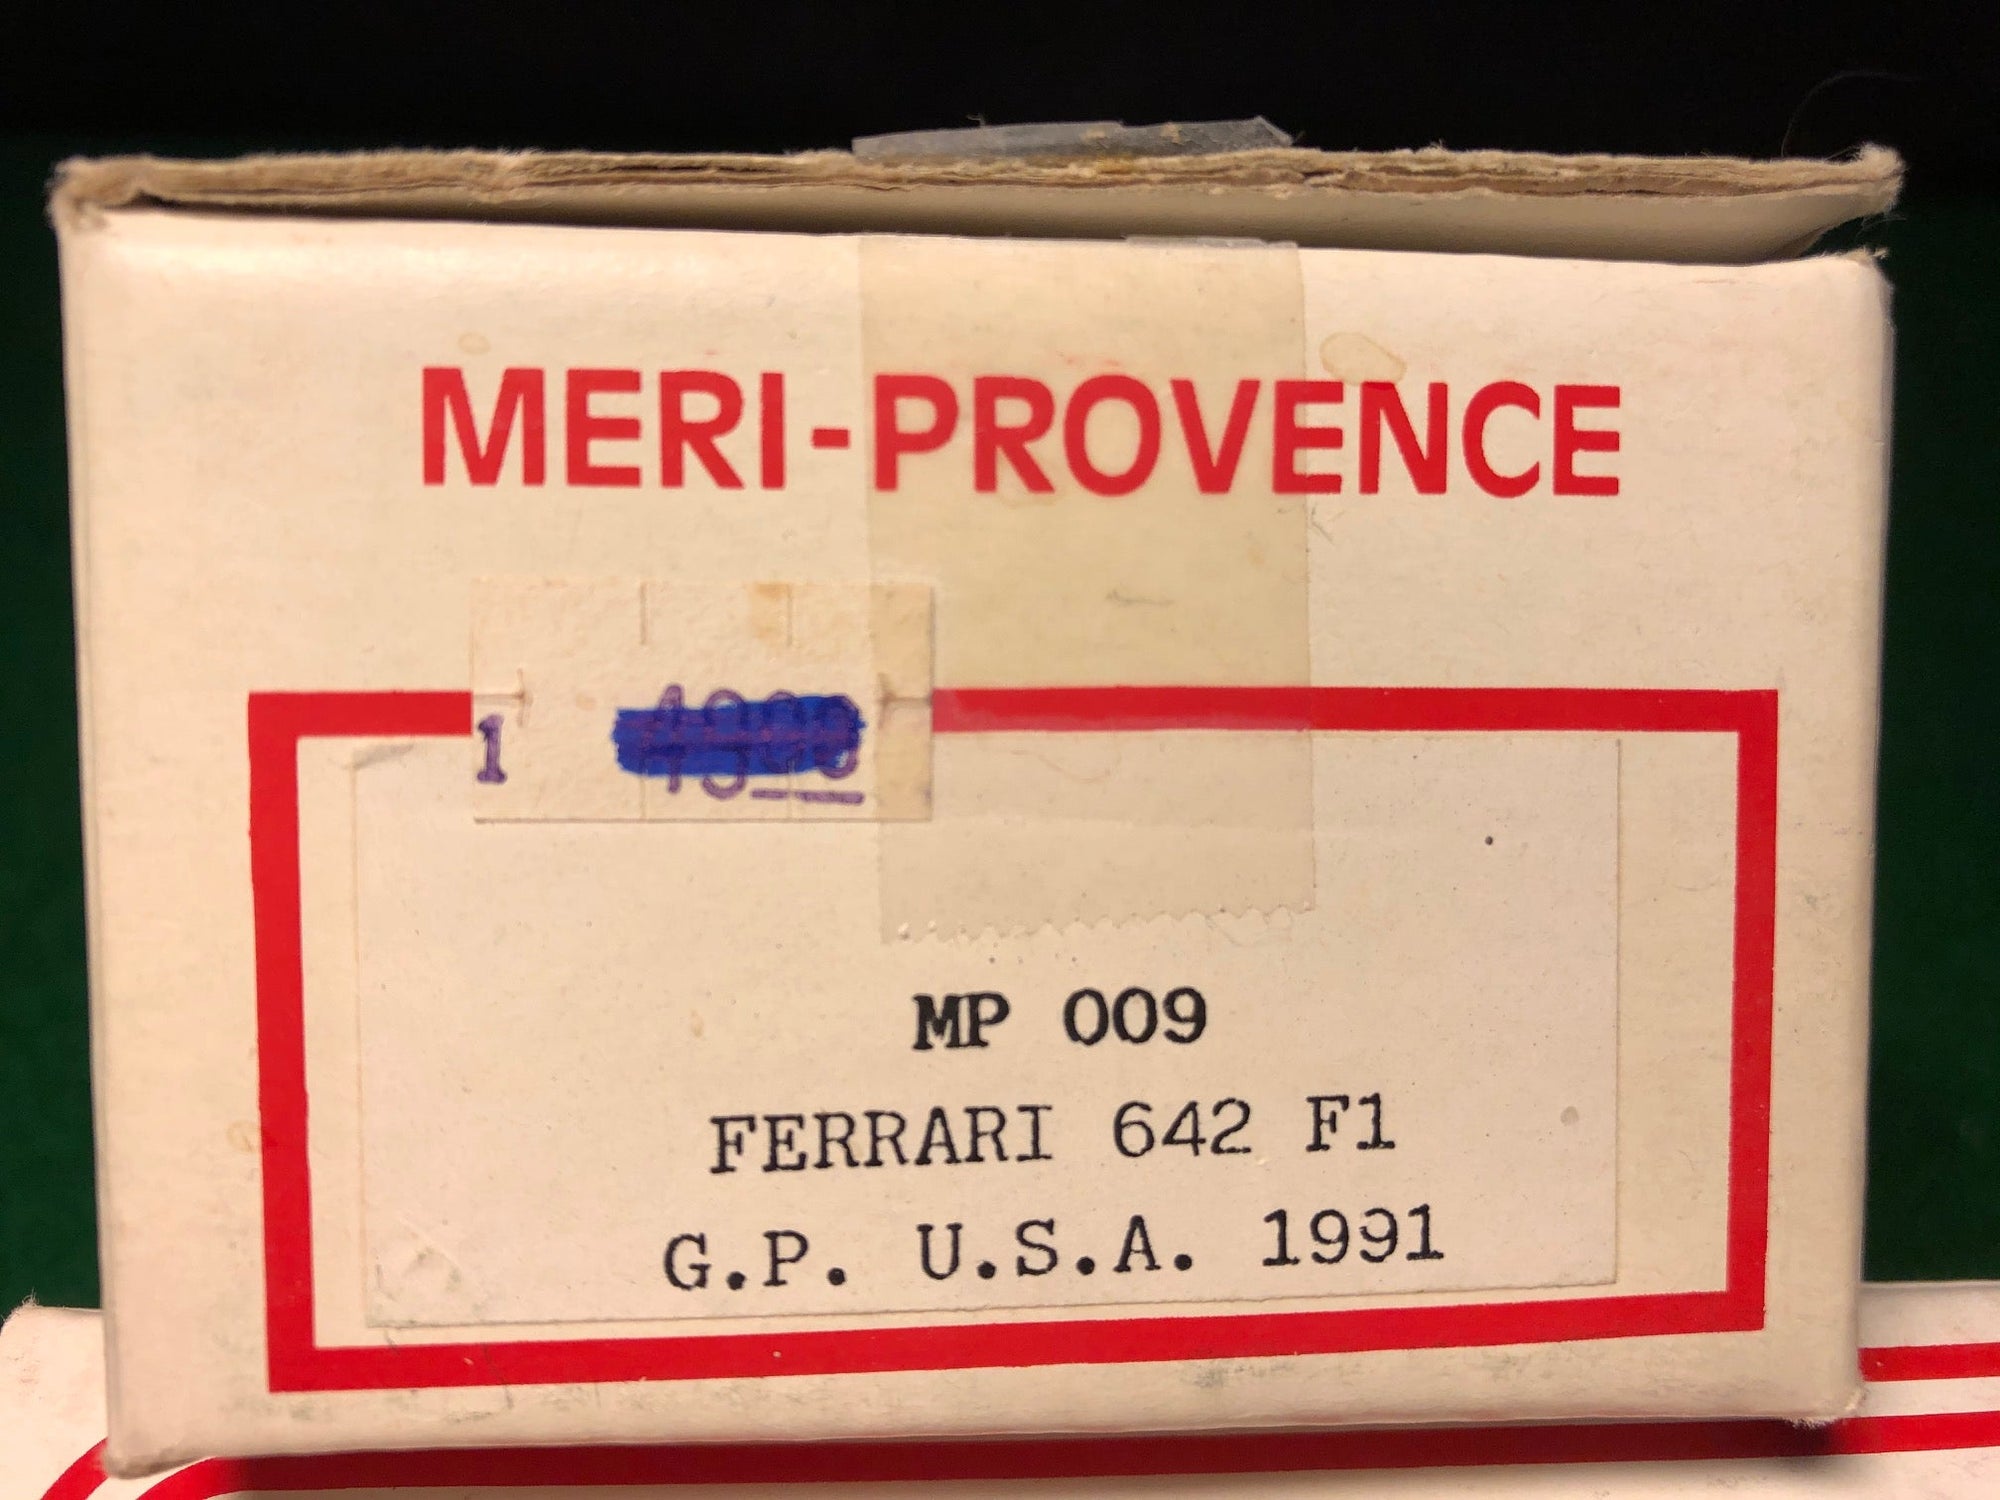 MERI-PROVENCE
1
MP 009
FERRARI 642 F1
G.P. U.S.A. 1991